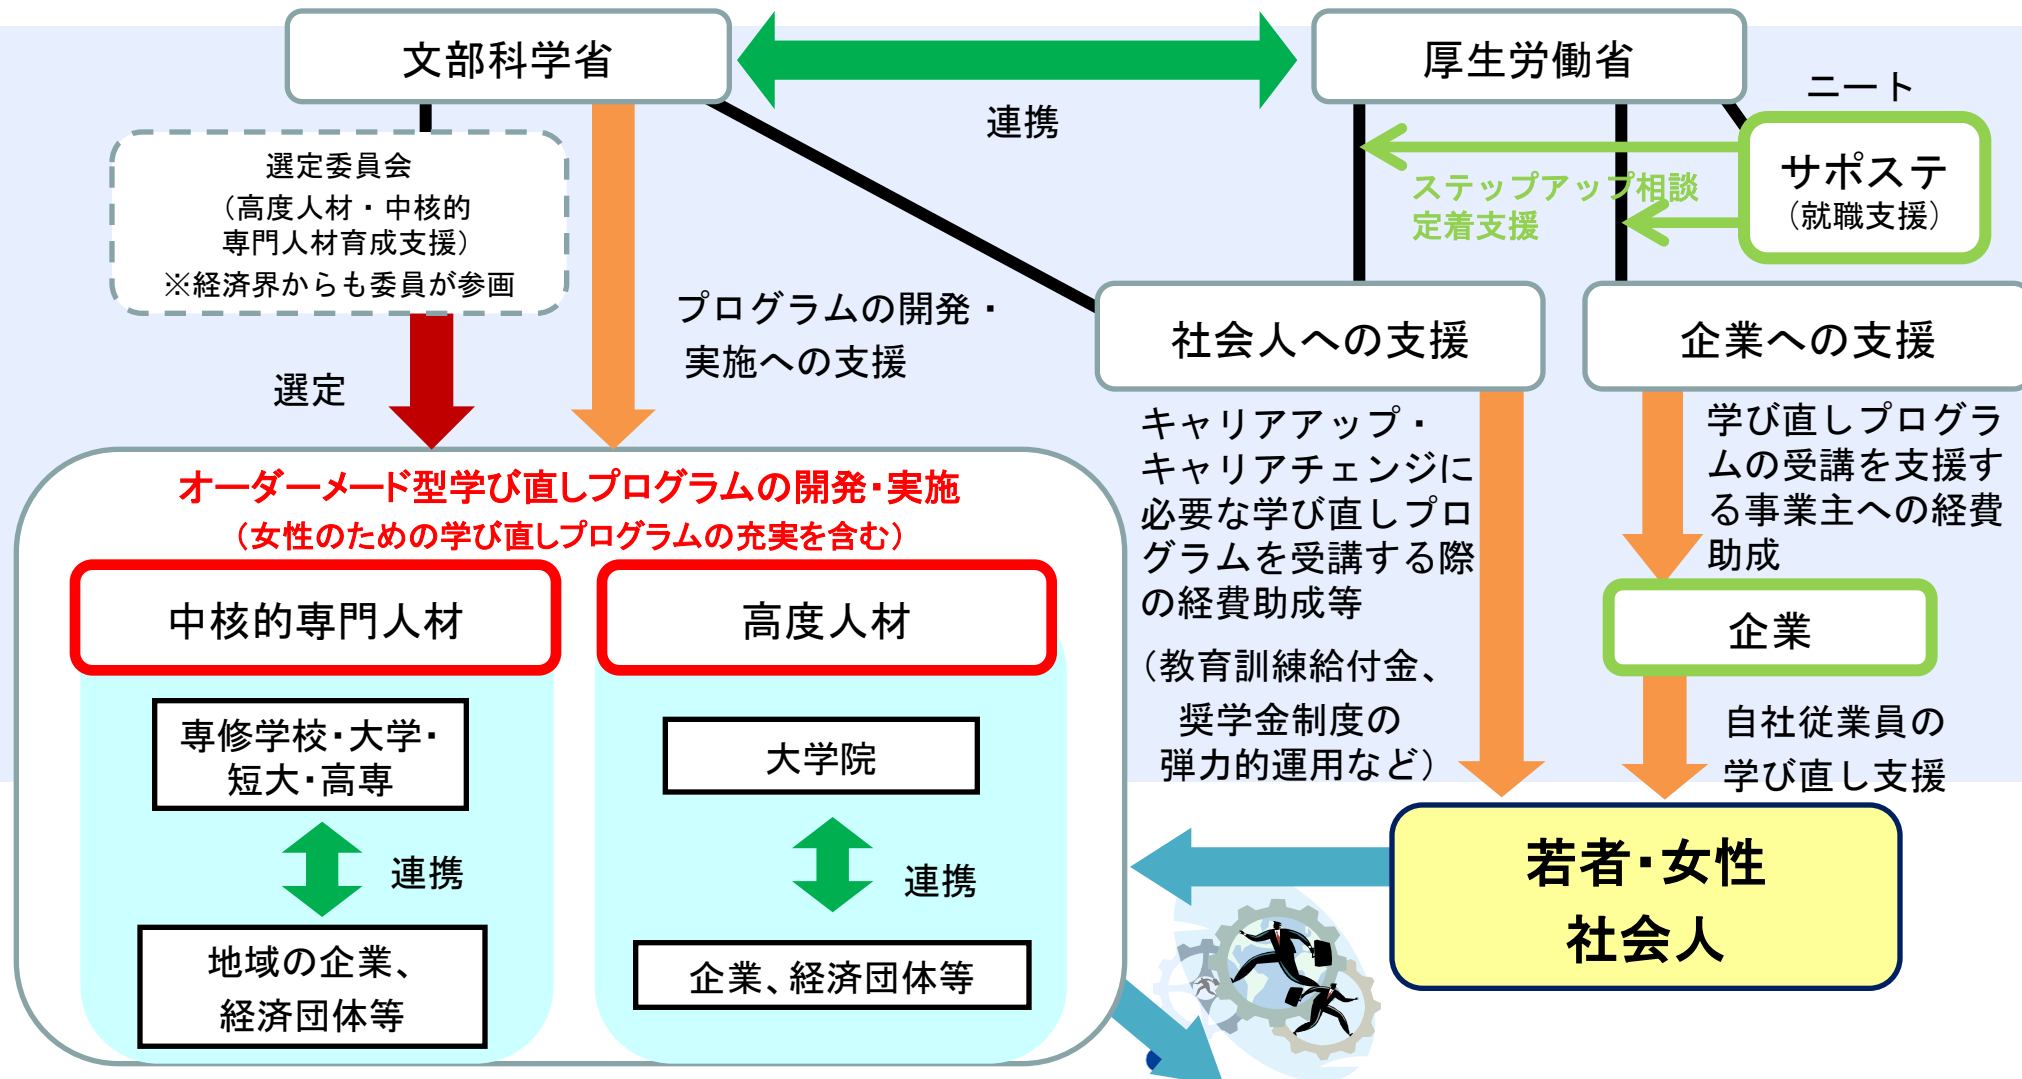 文部科学省
厚生労働省
連携
ニート
サポステ
（就職支援）
ステップアップ相談
定着支援
選定委員会
（高度人材・中核的
専門人材育成支援）
※経済界からも委員が参画
選定
プログラムの開発・
実施への支援
社会人への支援
企業への支援
キャリアアップ・
キャリアチェンジに
必要な学び直しプロ
グラムを受講する際
の経費助成等
（教育訓練給付金、
奨学金制度の
弾力的運用など）
学び直しプログラ
ムの受講を支援す
る事業主への経費
助成
企業
自社従業員の
学び直し支援
オーダーメード型学び直しプログラムの開発・実施
（女性のための学び直しプログラムの充実を含む）
中核的専門人材
専修学校・大学・
短大・高専
連携
地域の企業、
経済団体等
高度人材
大学院
連携
企業、経済団体等
若者・女性
社会人